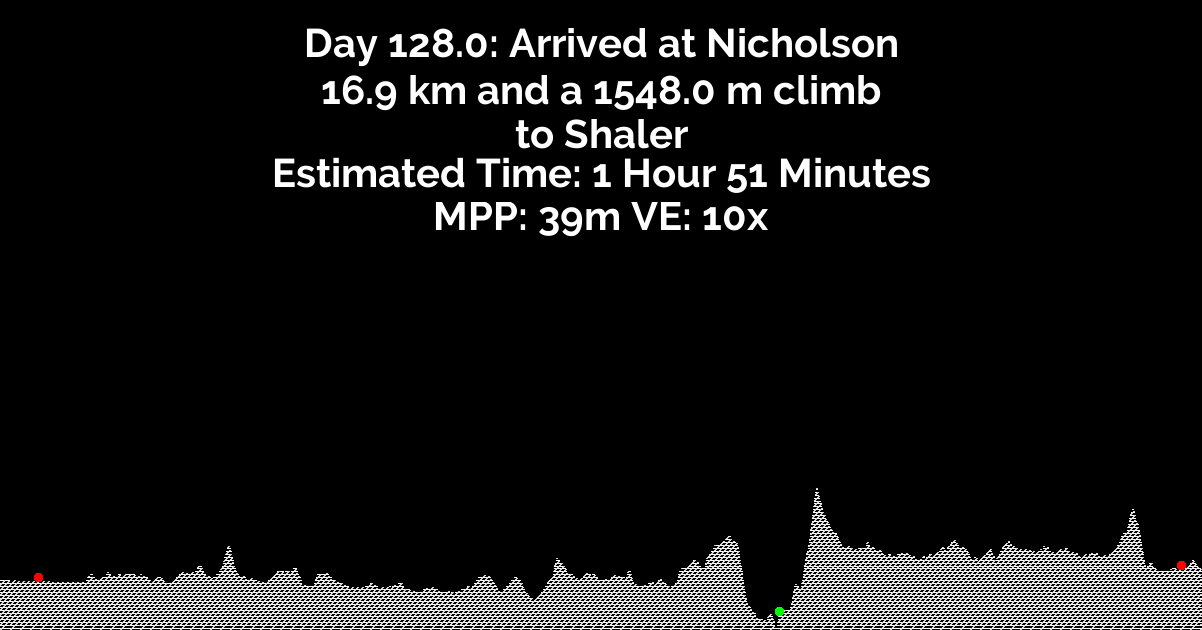 Day 128.0: Arrived at Nicholson
16.9 km and a 1548.0 m climb
to Shaler
Estimated Time: 1 Hour 51 Minutes
MPP: 39m VE: 10x